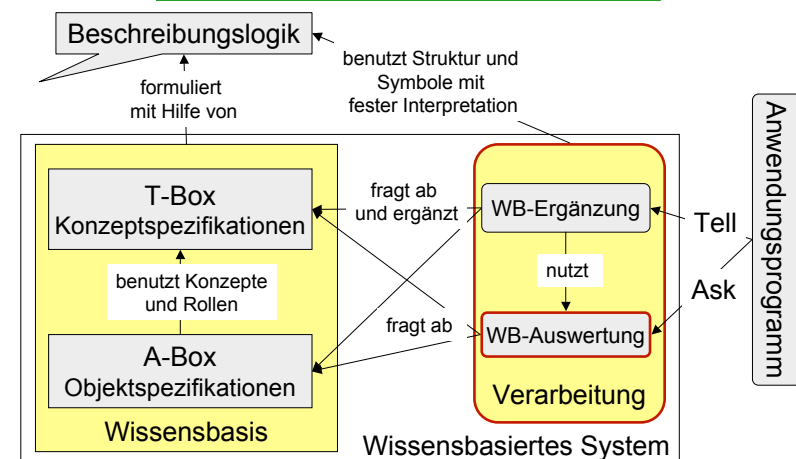 Beschreibungslogik
benutzt Struktur und
Symbole mit
fester Interpretation
formuliert
mit Hilfe von
T-Box
Konzeptspezifikationen
fragt ab
und ergänzt
WB-Ergänzung
Tell
Anwendungsprogramm
benutzt Konzepte
und Rollen
nutzt
Ask
fragt ab
WB-Auswertung
A-Box
Objektspezifikationen
Verarbeitung
Wissensbasis
Wissensbasiertes System